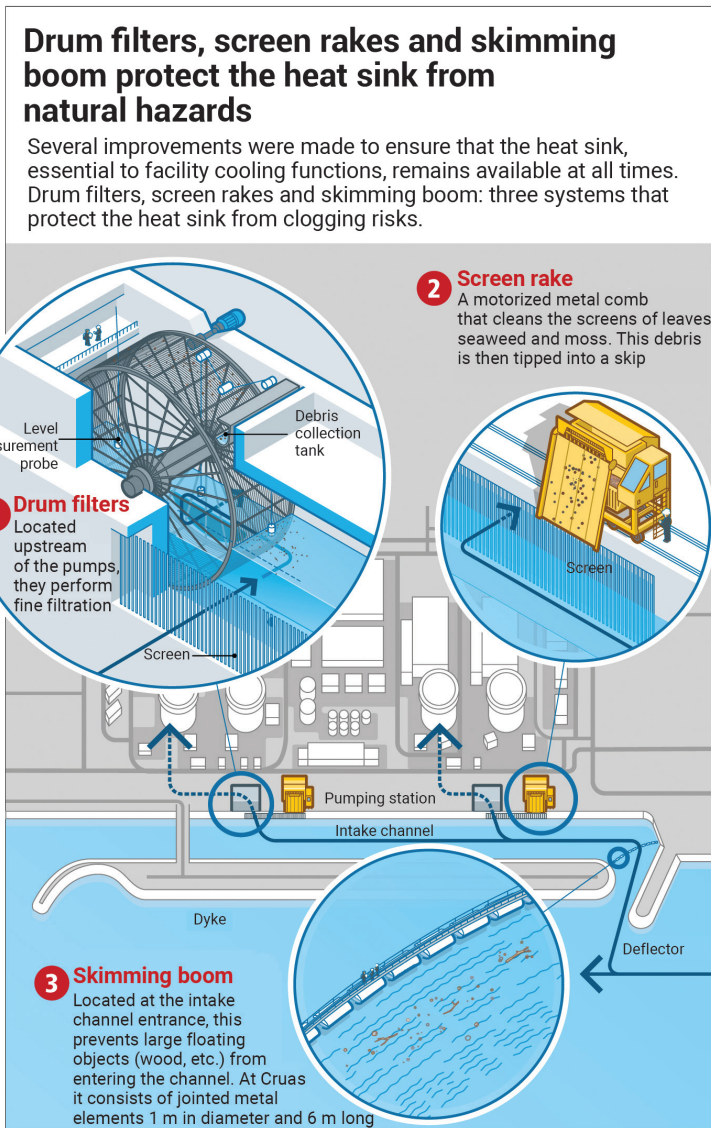 Drum filters, screen rakes and skimming
boom protect the heat sink from
natural hazards
Several improvements were made to ensure that the heat sink,
essential to facility cooling functions, remains available at all times.
Drum filters, screen rakes and skimming boom: three systems that
protect the heat sink from clogging risks.
2 Screen rake
A motorized metal comb
that cleans the screens of leaves
seaweed and moss. This debris
is then tipped into a skip
Level
probe
Debris
collection
tank
Drum filters
Located
upstream
of the pumps,
they perform
fine filtration
Screen
Screen
Pumping station
Intake channel
Dyke
Deflector
3 Skimming boom
Located at the intake
channel entrance, this
prevents large floating
objects (wood, etc.) from
entering the channel. At Cruas
it consists of jointed metal
elements 1 m in diameter and 6 m long